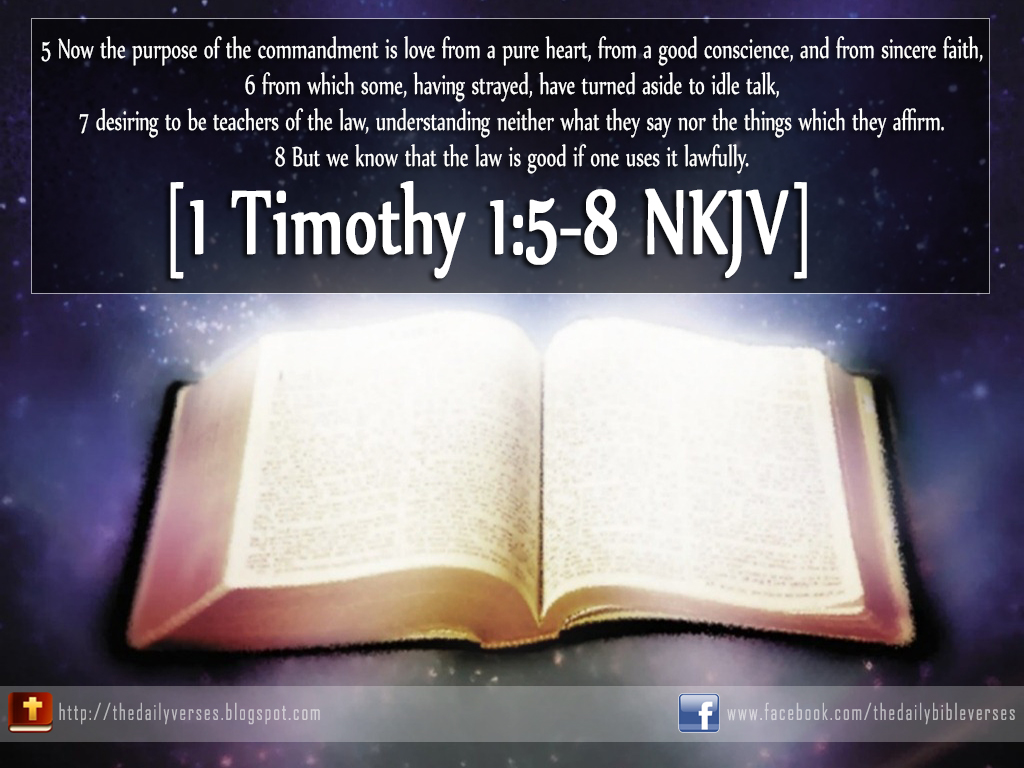 5 Now the purpose of the commandment is love from a pure heart, from a good conscience, and from sincere faith,
6 from which some, having strayed, have turned aside to idle talk,
7 desiring to be teachers of the law, understanding neither what they say nor the things which they affirm.
8 But we know that the law is good if one uses it lawfully.
[1 Timothy 1:5-8 NKJV]
http://thedailyverses.blogspot.com
f www.facebook.com/thedailybibleverses